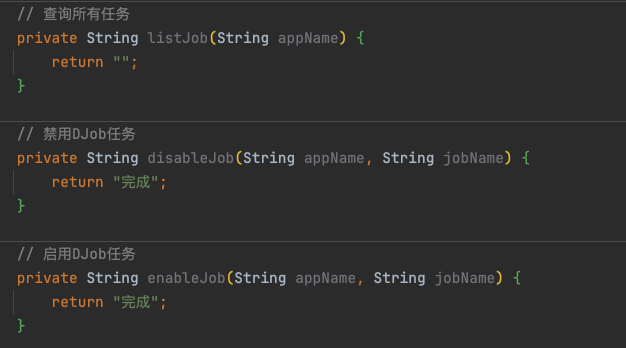 // 查询所有任务
private String listJob(String appName) {
    return "";
}
// 禁用DJob任务
private String disableJob(String appName, String jobName) {
    return "完成";
}
// 启用DJob任务
private String enableJob(String appName, String jobName) {
    return "完成";
}